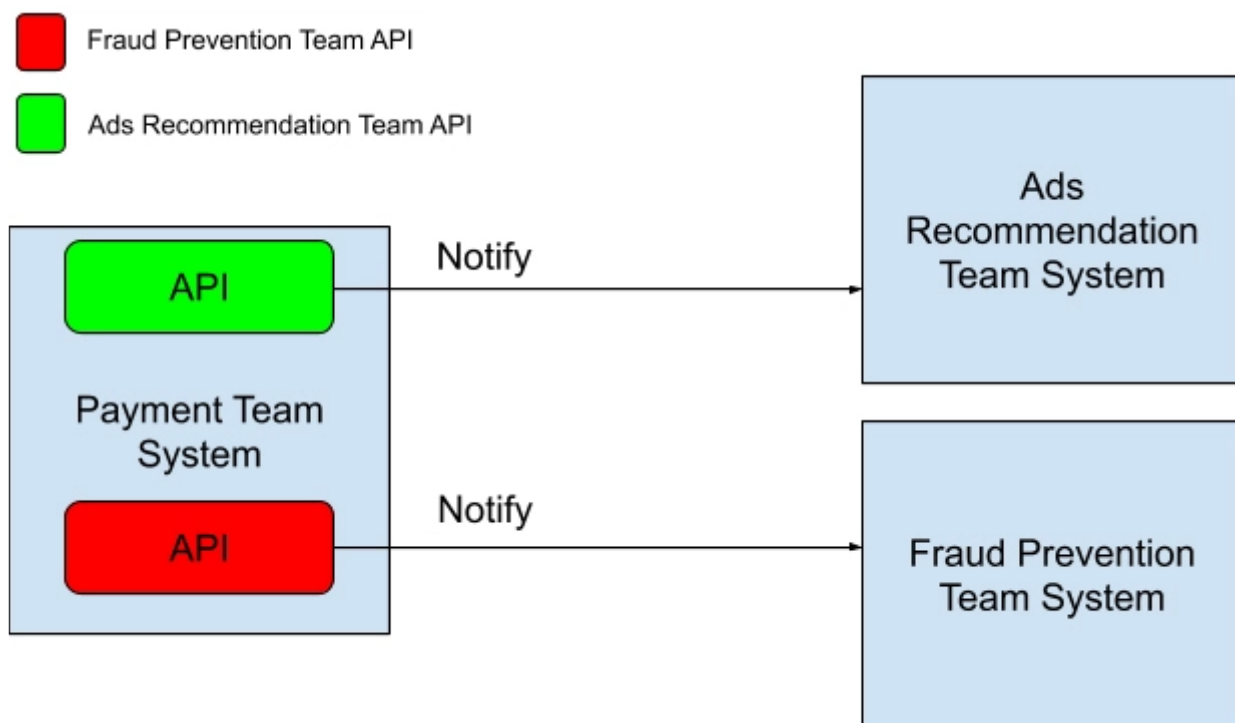 Fraud Prevention Team API
Ads Recommendation Team API
API
Notify
Payment Team
System
API
Notify
Ads
Recommendation
Team System
Fraud Prevention
Team System